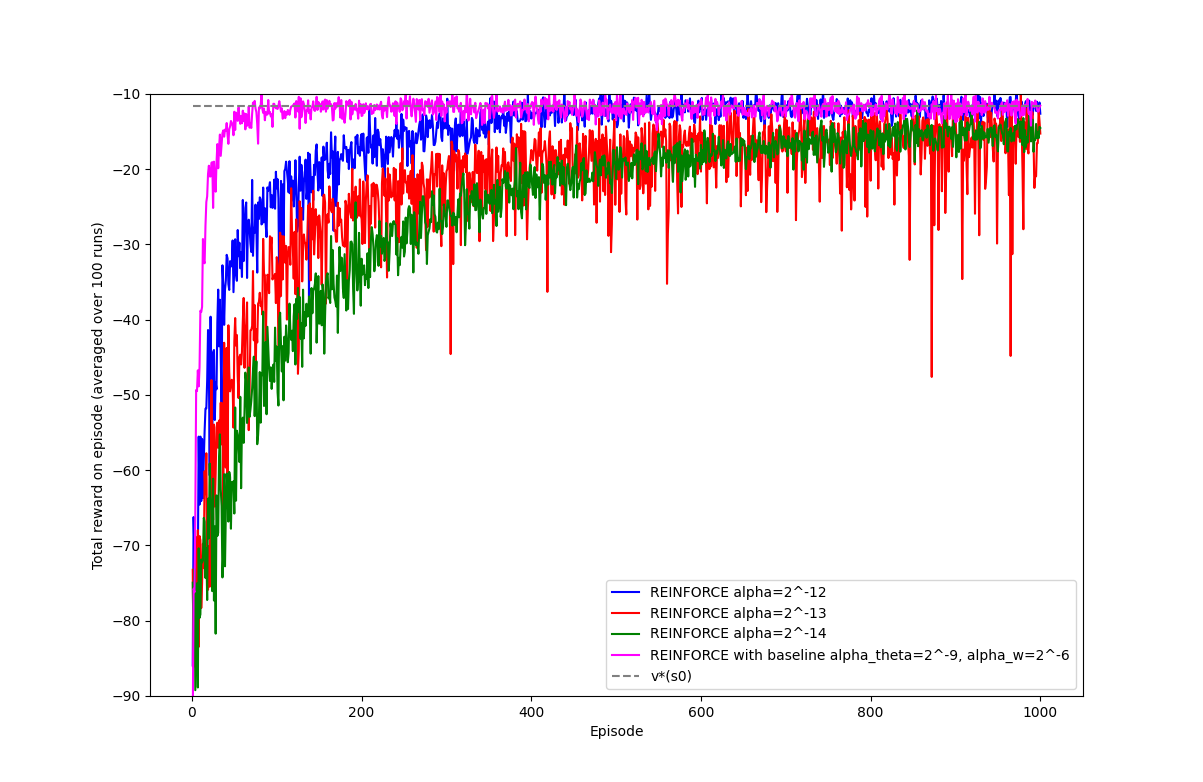 Total reward on episode (averaged over 100 runs)
−10
−20
−30
−40
−50
−60
−70
−80
−90
REINFORCE alpha=2^-12
REINFORCE alpha=2^-13
REINFORCE alpha=2^-14
REINFORCE with baseline alpha_theta=2^-9, alpha_w=2^-6
v*(s0)
0 200 400 600 800 1000
Episode